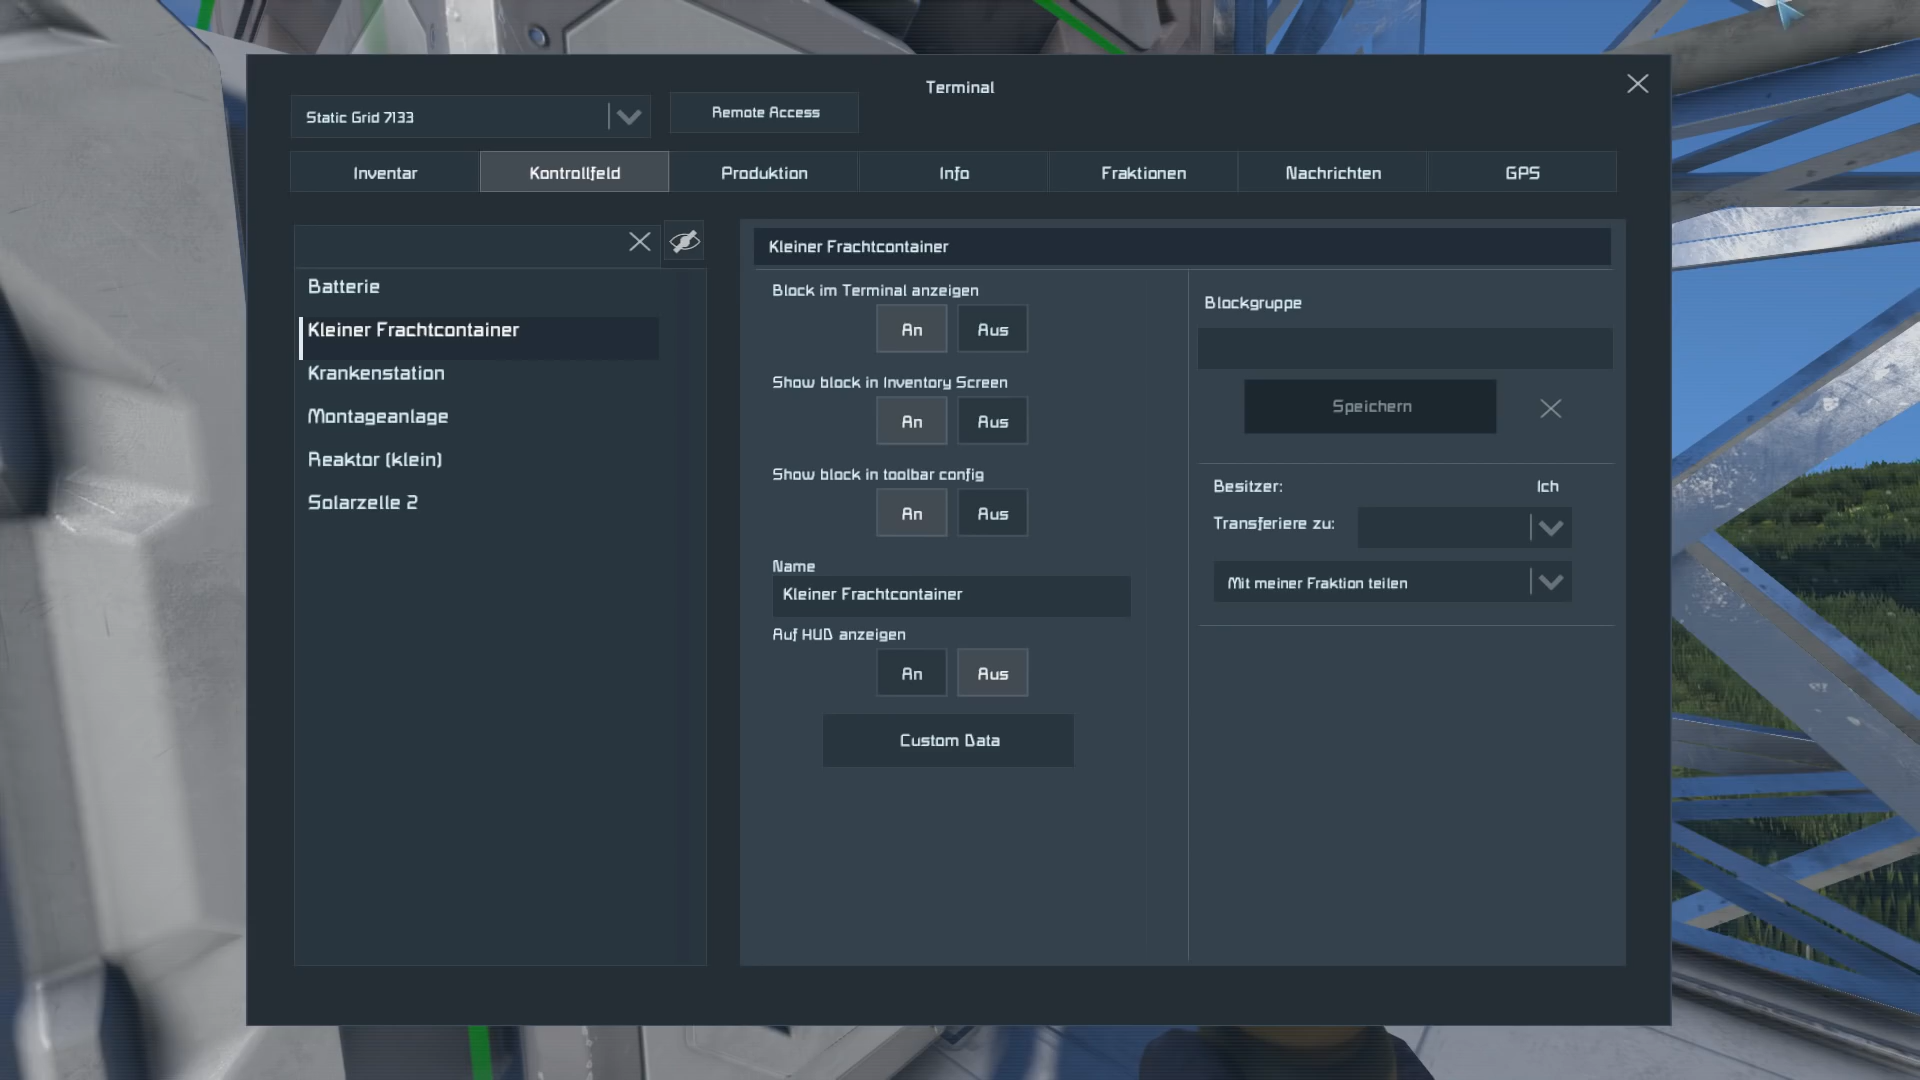 Terminal
Static Grid 7133
Remote Access
Inventar
Kontrollfeld
Produktion
Info
Fraktionen
Nachrichten
GPS
Batterie
Kleiner Frachtcontainer
Krankenstation
Montageanlage
Reaktor (klein)
Solarzelle 2
Kleiner Frachtcontainer
Block im Terminal anzeigen
An Aus
Show block in Inventory Screen
An Aus
Show block in toolbar config
An Aus
Name
Kleiner Frachtcontainer
Auf HUD anzeigen
An Aus
Custom Data
Blockgruppe
Speichern
Besitzer: Ich
Transferiere zu:
Mit meiner Fraktion teilen